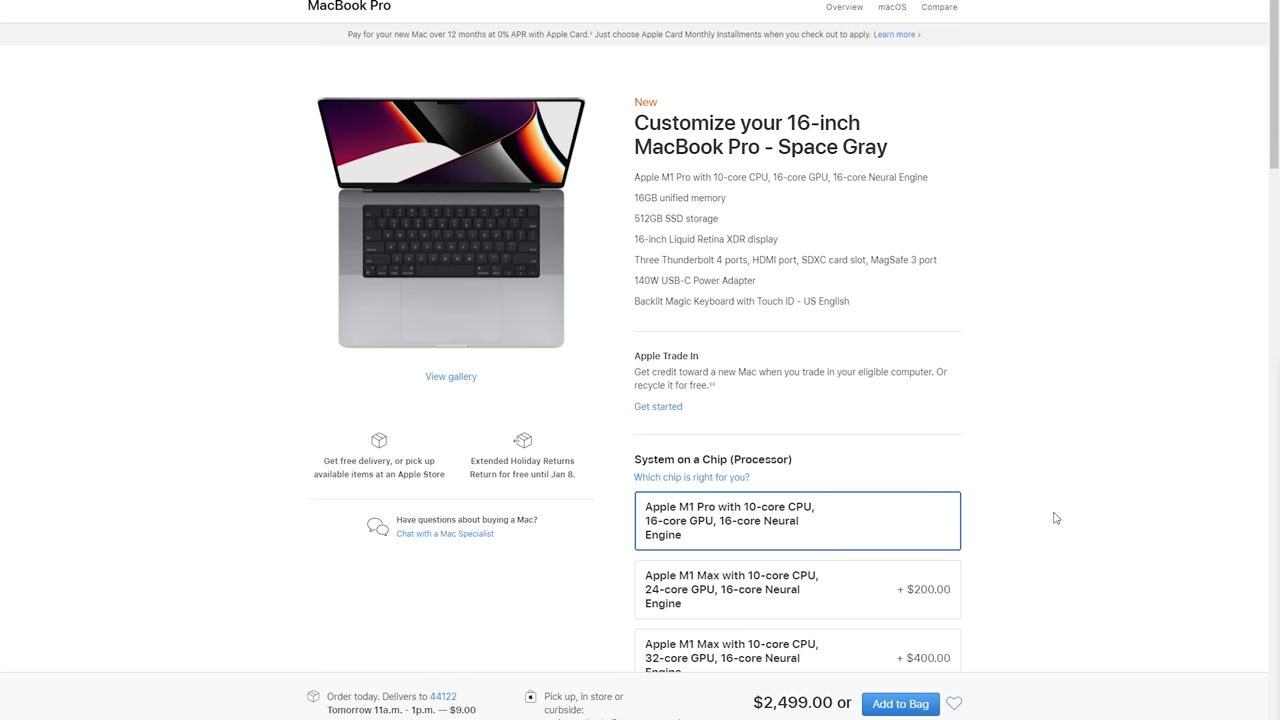 MacBook Pro
Overview macOS Compare
Pay for your new Mac over 12 months at 0% APR with Apple Card.◊ Just choose Apple Card Monthly Installments when you check out to apply. Learn more ›
New
Customize your 16-inch
MacBook Pro - Space Gray
Apple M1 Pro with 10-core CPU, 16-core GPU, 16-core Neural Engine
16GB unified memory
512GB SSD storage
16-inch Liquid Retina XDR display
Three Thunderbolt 4 ports, HDMI port, SDXC card slot, MagSafe 3 port
140W USB-C Power Adapter
Backlit Magic Keyboard with Touch ID - US English
View gallery
Get free delivery, or pick up
available items at an Apple Store
Extended Holiday Returns
Return for free until Jan 8.
Have questions about buying a Mac?
Chat with a Mac Specialist
Apple Trade In
Get credit toward a new Mac when you trade in your eligible computer. Or
recycle it for free.
Get started
System on a Chip (Processor)
Which chip is right for you?
Apple M1 Pro with 10-core CPU,
16-core GPU, 16-core Neural
Engine
Apple M1 Max with 10-core CPU,
24-core GPU, 16-core Neural
Engine
+ $200.00
Apple M1 Max with 10-core CPU,
32-core GPU, 16-core Neural
Engine
+ $400.00
Order today. Delivers to 44122
Tomorrow 11a.m. - 1p.m. — $9.00
Pick up, in store or
curbside:
$2,499.00 or
Add to Bag